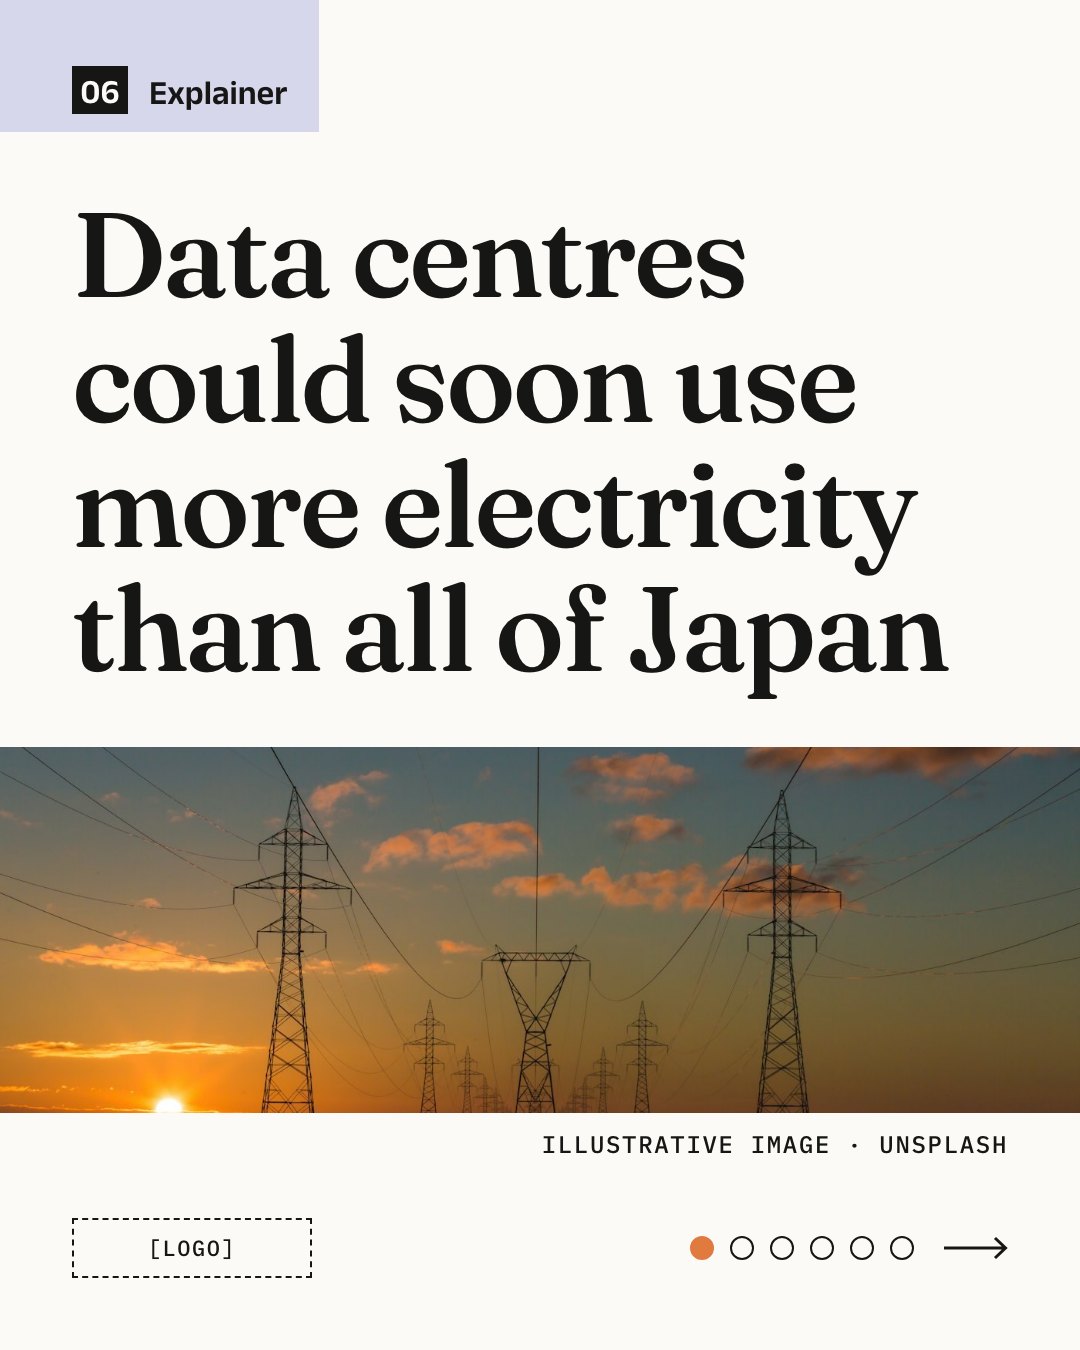 06 Explainer
Data centres
could soon use
more electricity
than all of Japan
ILLUSTRATIVE IMAGE · UNSPLASH
[LOGO]